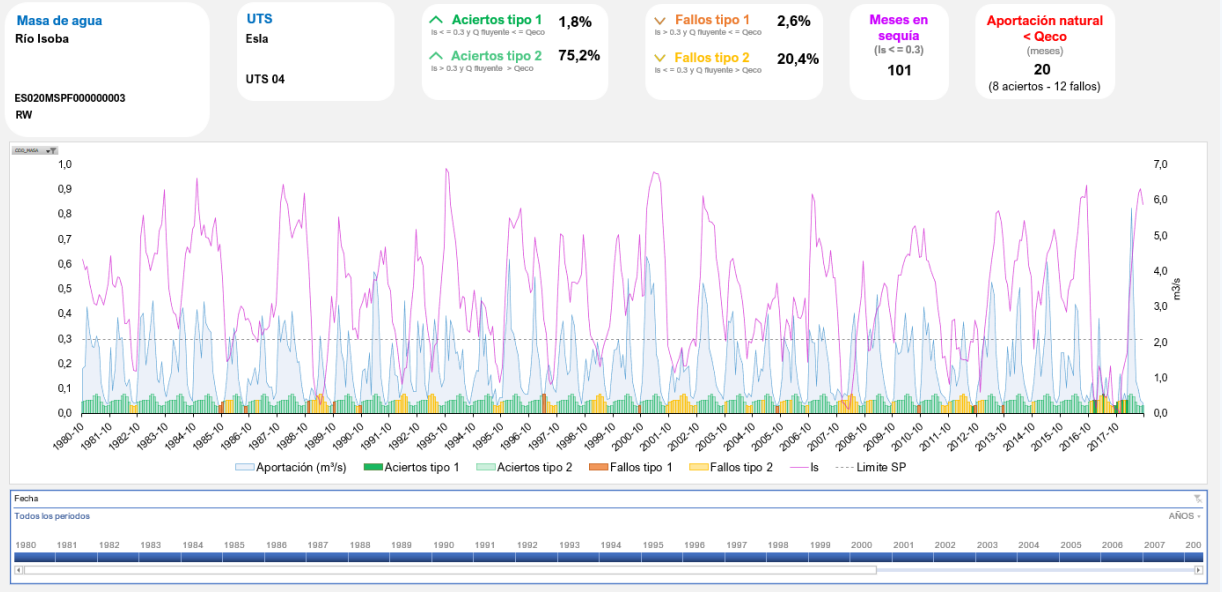 Masa de agua
Río Isoba
ES020MSPF000000003
RW
UTS
Esla
UTS 04
Aciertos tipo 1 1,8%
Is < = 0.3 y Q fluyente < = Qeco
Aciertos tipo 2 75,2%
Is > 0.3 y Q fluyente > Qeco
Fallos tipo 1 2,6%
Is > 0.3 y Q fluyente < = Qeco
Fallos tipo 2 20,4%
Is < = 0.3 y Q fluyente > Qeco
Meses en
sequía
(Is < = 0.3)
101
Aportación natural
< Qeco
(meses)
20
(8 aciertos - 12 fallos)
COD_MASA
1,0
0,9
0,8
0,7
0,6
0,5
0,4
0,3
0,2
0,1
0,0
7,0
6,0
5,0
4,0
3,0
2,0
1,0
0,0
m3/s
1980-10
1981-10
1982-10
1983-10
1984-10
1985-10
1986-10
1987-10
1988-10
1989-10
1990-10
1991-10
1992-10
1993-10
1994-10
1995-10
1996-10
1997-10
1998-10
1999-10
2000-10
2001-10
2002-10
2003-10
2004-10
2005-10
2006-10
2007-10
2008-10
2009-10
2010-10
2011-10
2012-10
2013-10
2014-10
2015-10
2016-10
2017-10
Aportación (m³/s) Aciertos tipo 1 Aciertos tipo 2 Fallos tipo 1 Fallos tipo 2 Is Limite SP
Fecha
Todos los períodos AÑOS
1980 1981 1982 1983 1984 1985 1986 1987 1988 1989 1990 1991 1992 1993 1994 1995 1996 1997 1998 1999 2000 2001 2002 2003 2004 2005 2006 2007 200